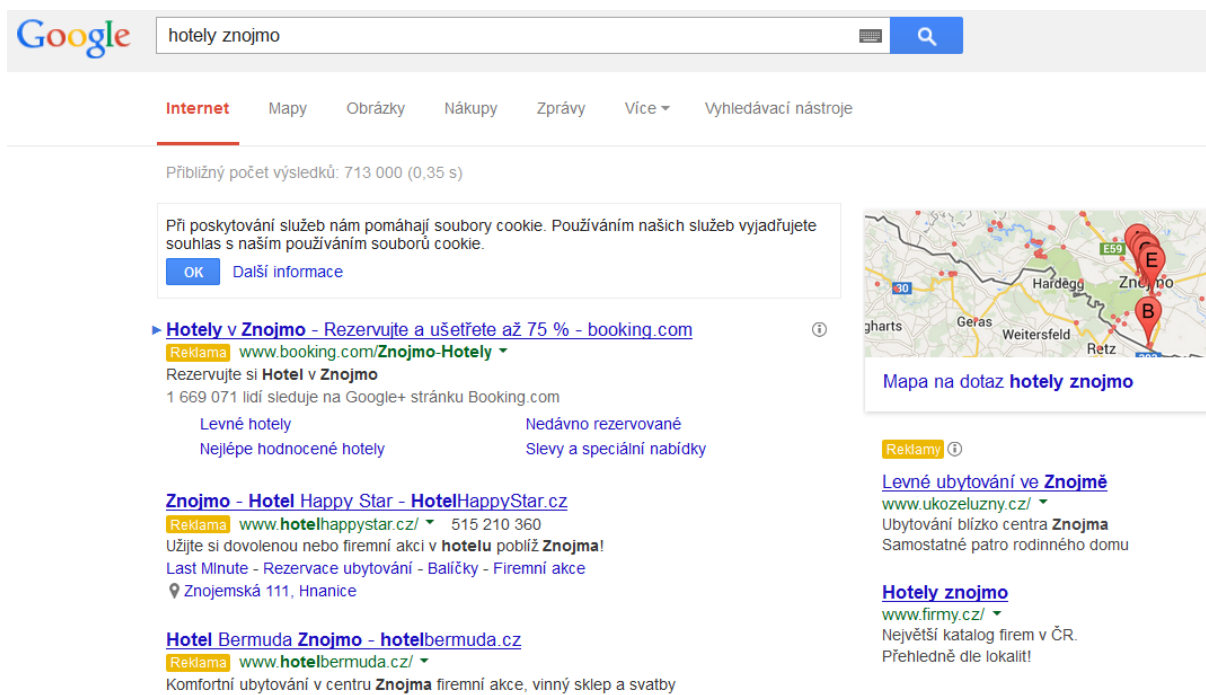 Google
hotely znojmo
Internet Mapy Obrázky Nákupy Zprávy Více Vyhledávací nástroje
Přibližný počet výsledků: 713 000 (0,35 s)
Při poskytování služeb nám pomáhají soubory cookie. Používáním našich služeb vyjadřujete
souhlas s naším používáním souborů cookie.
OK Další informace
Hotely v Znojmo - Rezervujte a ušetřete až 75 % - booking.com
Reklama www.booking.com/Znojmo-Hotely
Rezervujte si Hotel v Znojmo
1 669 071 lidí sleduje na Google+ stránku Booking.com
Levné hotely Nedávno rezervované
Nejlépe hodnocené hotely Slevy a speciální nabídky
Znojmo - Hotel Happy Star - HotelHappyStar.cz
Reklama www.hotelhappystar.cz/ 515 210 360
Užijte si dovolenou nebo firemní akci v hotelu poblíž Znojma!
Last MInute - Rezervace ubytování - Balíčky - Firemní akce
Znojemská 111, Hnanice
Hotel Bermuda Znojmo - hotelbermuda.cz
Reklama www.hotelbermuda.cz/
Komfortní ubytování v centru Znojma firemní akce, vinný sklep a svatby
E59
E
Hardegg Znojmo
30
B
gharts Geras
Weitersfeld
Retz
Mapa na dotaz hotely znojmo
Reklamy
Levné ubytování ve Znojmě
www.ukozeluzny.cz/
Ubytování blízko centra Znojma
Samostatné patro rodinného domu
Hotely znojmo
www.firmy.cz/
Největší katalog firem v ČR.
Přehledně dle lokalit!